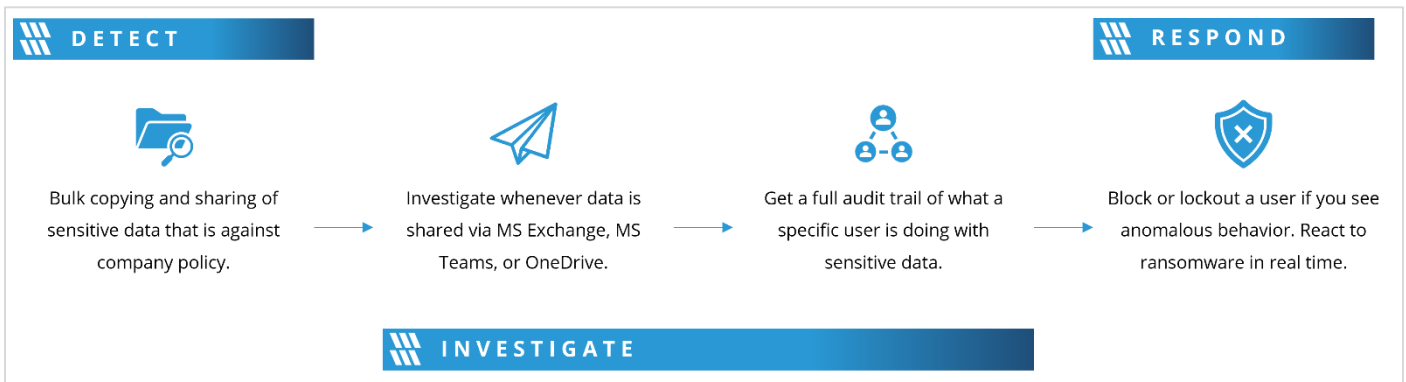 DETECT
RESPOND
Bulk copying and sharing of
sensitive data that is against
company policy.
Investigate whenever data is
shared via MS Exchange, MS
Teams, or OneDrive.
Get a full audit trail of what a
specific user is doing with
sensitive data.
Block or lockout a user if you see
anomalous behavior. React to
ransomware in real time.
INVESTIGATE